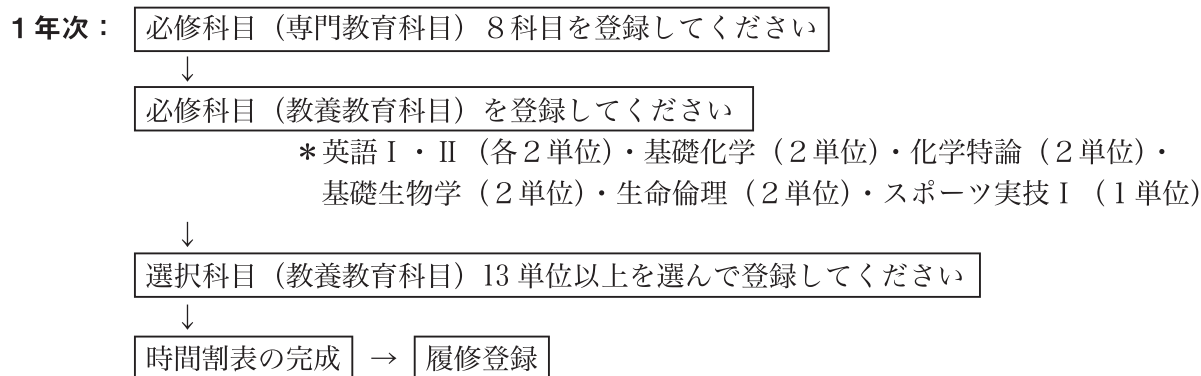 1年次： 必修科目（専門教育科目）８科目を登録してください
↓
必修科目（教養教育科目）を登録してください
＊英語Ⅰ・Ⅱ（各２単位）・基礎化学（２単位）・化学特論（２単位）・
基礎生物学（２単位）・生命倫理（２単位）・スポーツ実技Ⅰ（１単位）
↓
選択科目（教養教育科目）13単位以上を選んで登録してください
↓
時間割表の完成 → 履修登録